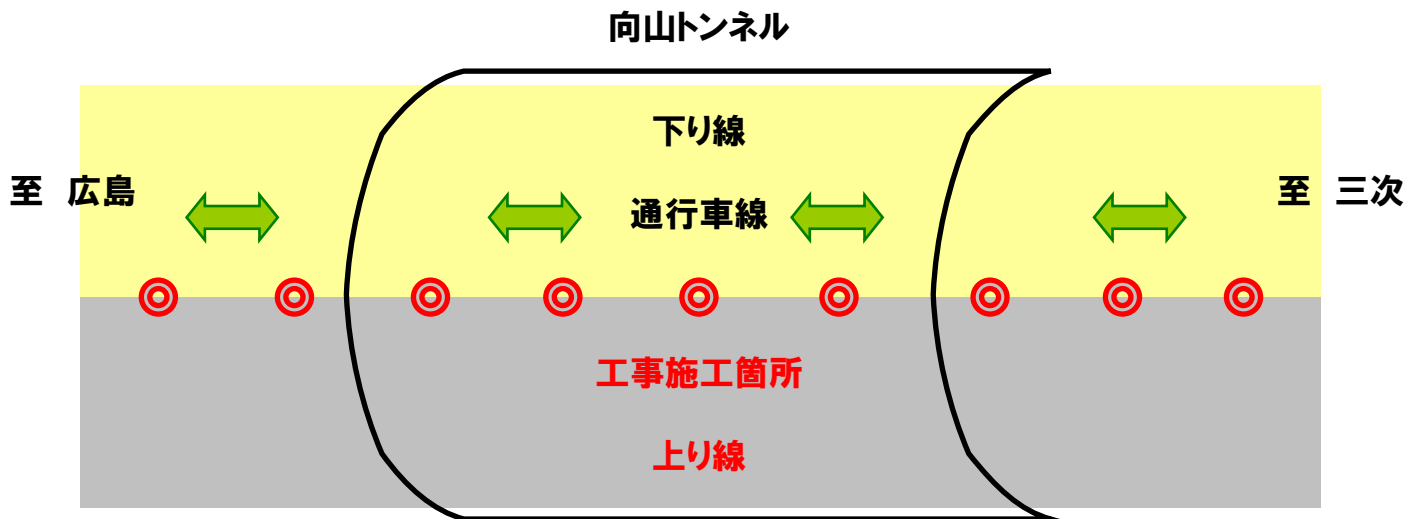 向山トンネル
下り線
至 広島
通行車線
至 三次
工事施工箇所
上り線